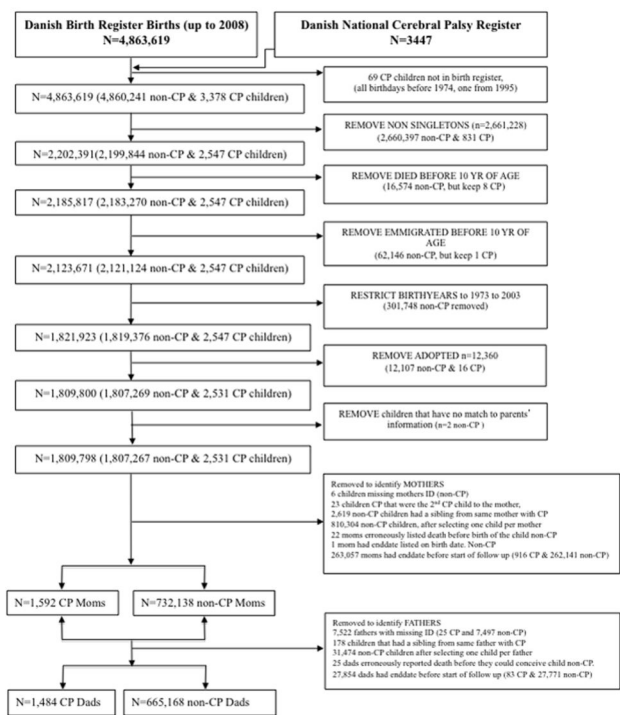 Danish Birth Register Births (up to 2008)
N=4,863,619
Danish National Cerebral Palsy Register
N=3447
69 CP children not in birth register,
(all birthdays before 1974, one from 1995)
N=4,863,619 (4,860,241 non-CP & 3,378 CP children)
REMOVE NON SINGLETONS (n=2,661,228)
(2,660,397 non-CP & 831 CP)
N=2,202,391(2,199,844 non-CP & 2,547 CP children)
REMOVE DIED BEFORE 10 YR OF AGE
(16,574 non-CP, but keep 8 CP)
N=2,185,817 (2,183,270 non-CP & 2,547 CP children)
REMOVE EMMIGRATED BEFORE 10 YR OF
AGE
(62,146 non-CP, but keep 1 CP)
N=2,123,671 (2,121,124 non-CP & 2,547 CP children)
RESTRICT BIRTHYEARS to 1973 to 2003
(301,748 non-CP removed)
N=1,821,923 (1,819,376 non-CP & 2,547 CP children)
REMOVE ADOPTED n=12,360
(12,107 non-CP & 16 CP)
N=1,809,800 (1,807,269 non-CP & 2,531 CP children)
REMOVE children that have no match to parents'
information (n=2 non-CP )
N=1,809,798 (1,807,267 non-CP & 2,531 CP children)
Removed to identify MOTHERS
6 children missing mothers ID (non-CP)
23 children CP that were the 2nd CP child to the mother,
2,619 non-CP children had a sibling from same mother with CP
810,304 non-CP children, after selecting one child per mother
22 moms erroneously listed death before birth of the child non-CP
1 mom had enddate listed on birth date. Non-CP
263,057 moms had enddate before start of follow up (916 CP & 262,141 non-CP)
N=1,592 CP Moms
N=732,138 non-CP Moms
Removed to identify FATHERS
7,522 fathers with missing ID (25 CP and 7,497 non-CP)
178 children that had a sibling from same father with CP
31,474 non-CP children after selecting one child per father
25 dads erroneously reported death before they could conceive child non-CP.
27,854 dads had enddate before start of follow up (83 CP & 27,771 non-CP)
N=1,484 CP Dads
N=665,168 non-CP Dads